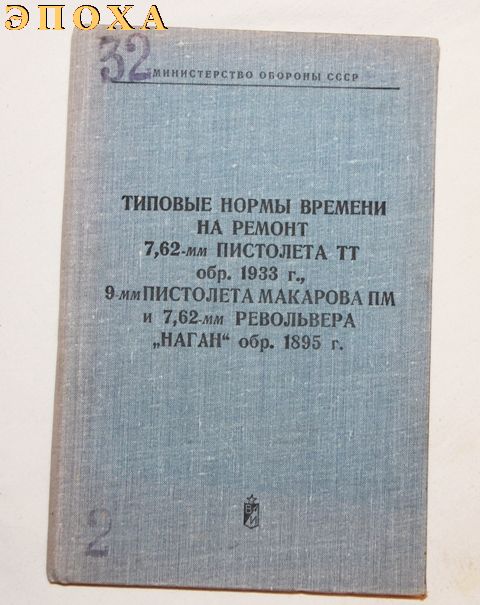 ЭПОХА
32
МИНИСТЕРСТВО ОБОРОНЫ СССР
ТИПОВЫЕ НОРМЫ ВРЕМЕНИ
НА РЕМОНТ
7,62-мм ПИСТОЛЕТА ТТ
обр. 1933 г.,
9-мм ПИСТОЛЕТА МАКАРОВА ПМ
и 7,62-мм РЕВОЛЬВЕРА
„НАГАН“ обр. 1895 г.
2